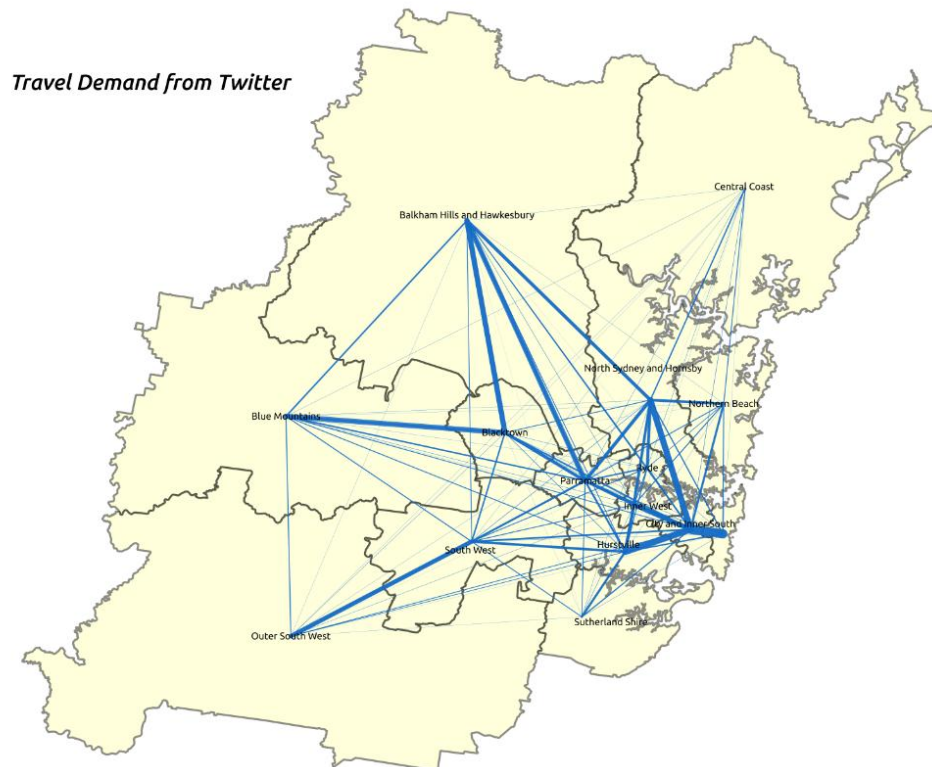 Travel Demand from Twitter
Central Coast
Balkham Hills and Hawkesbury
North Sydney and Hornsby
Northern Beach
Blue Mountains
Blacktown
Ryde
Parramatta
Inner West
City and Inner South
Hurstville
South West
Sutherland Shire
Outer South West